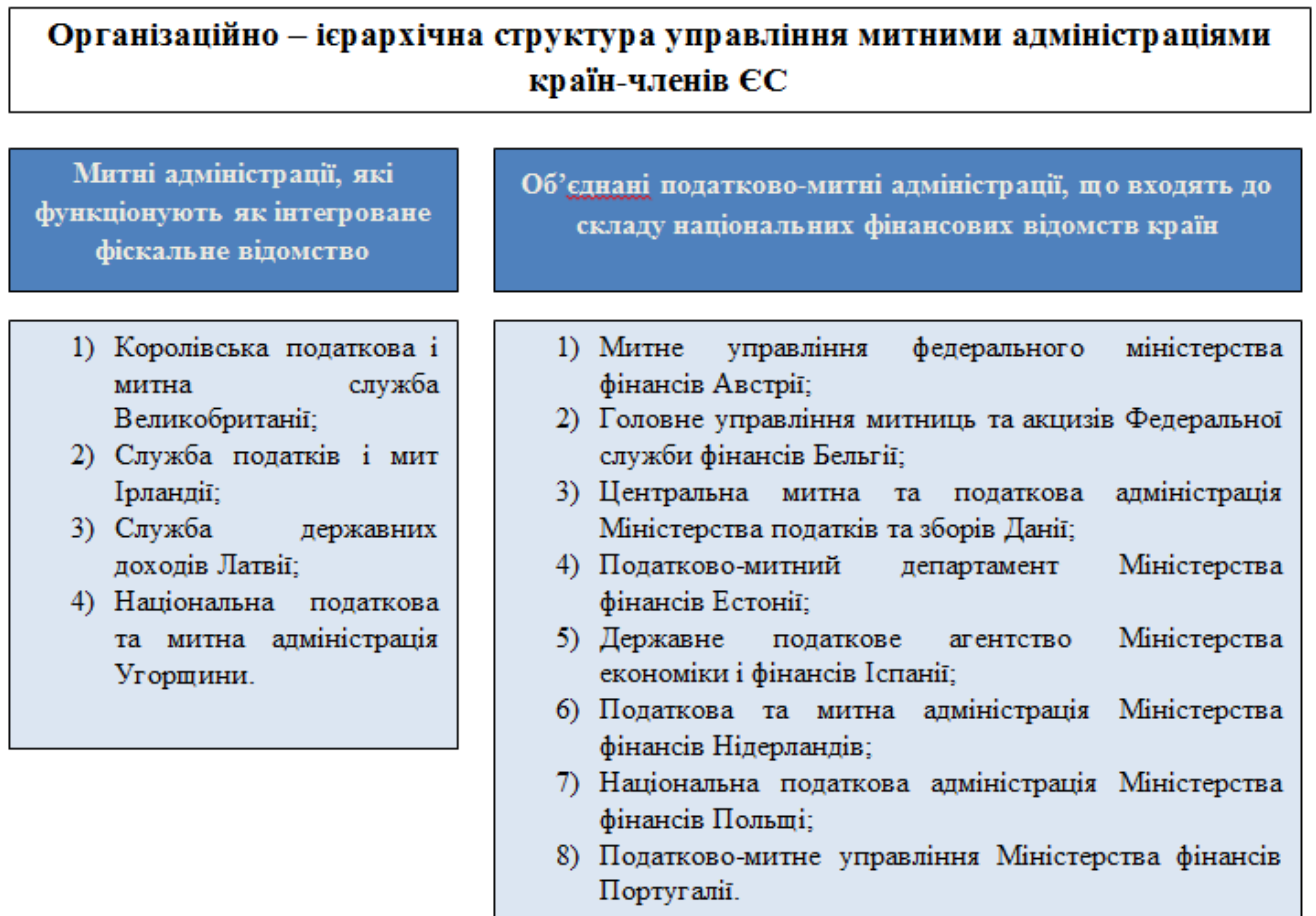 Організаційно – ієрархічна структура управління митними адміністраціями
країн-членів ЄС
Митні адміністрації, які
функціонують як інтегроване
фіскальне відомство
Об’єднані податково-митні адміністрації, що входять до
складу національних фінансових відомств країн
1) Королівська податкова і
митна служба
Великобританії;
2) Служба податків і мит
Ірландії;
3) Служба державних
доходів Латвії;
4) Національна податкова
та митна адміністрація
Угорщини.
1) Митне управління федерального міністерства
фінансів Австрії;
2) Головне управління митниць та акцизів Федеральної
служби фінансів Бельгії;
3) Центральна митна та податкова адміністрація
Міністерства податків та зборів Данії;
4) Податково-митний департамент Міністерства
фінансів Естонії;
5) Державне податкове агентство Міністерства
економіки і фінансів Іспанії;
6) Податкова та митна адміністрація Міністерства
фінансів Нідерландів;
7) Національна податкова адміністрація Міністерства
фінансів Польщі;
8) Податково-митне управління Міністерства фінансів
Португалії.